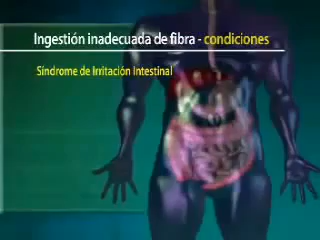 Ingestión inadecuada de fibra - condiciones
Síndrome de Irritación Intestinal